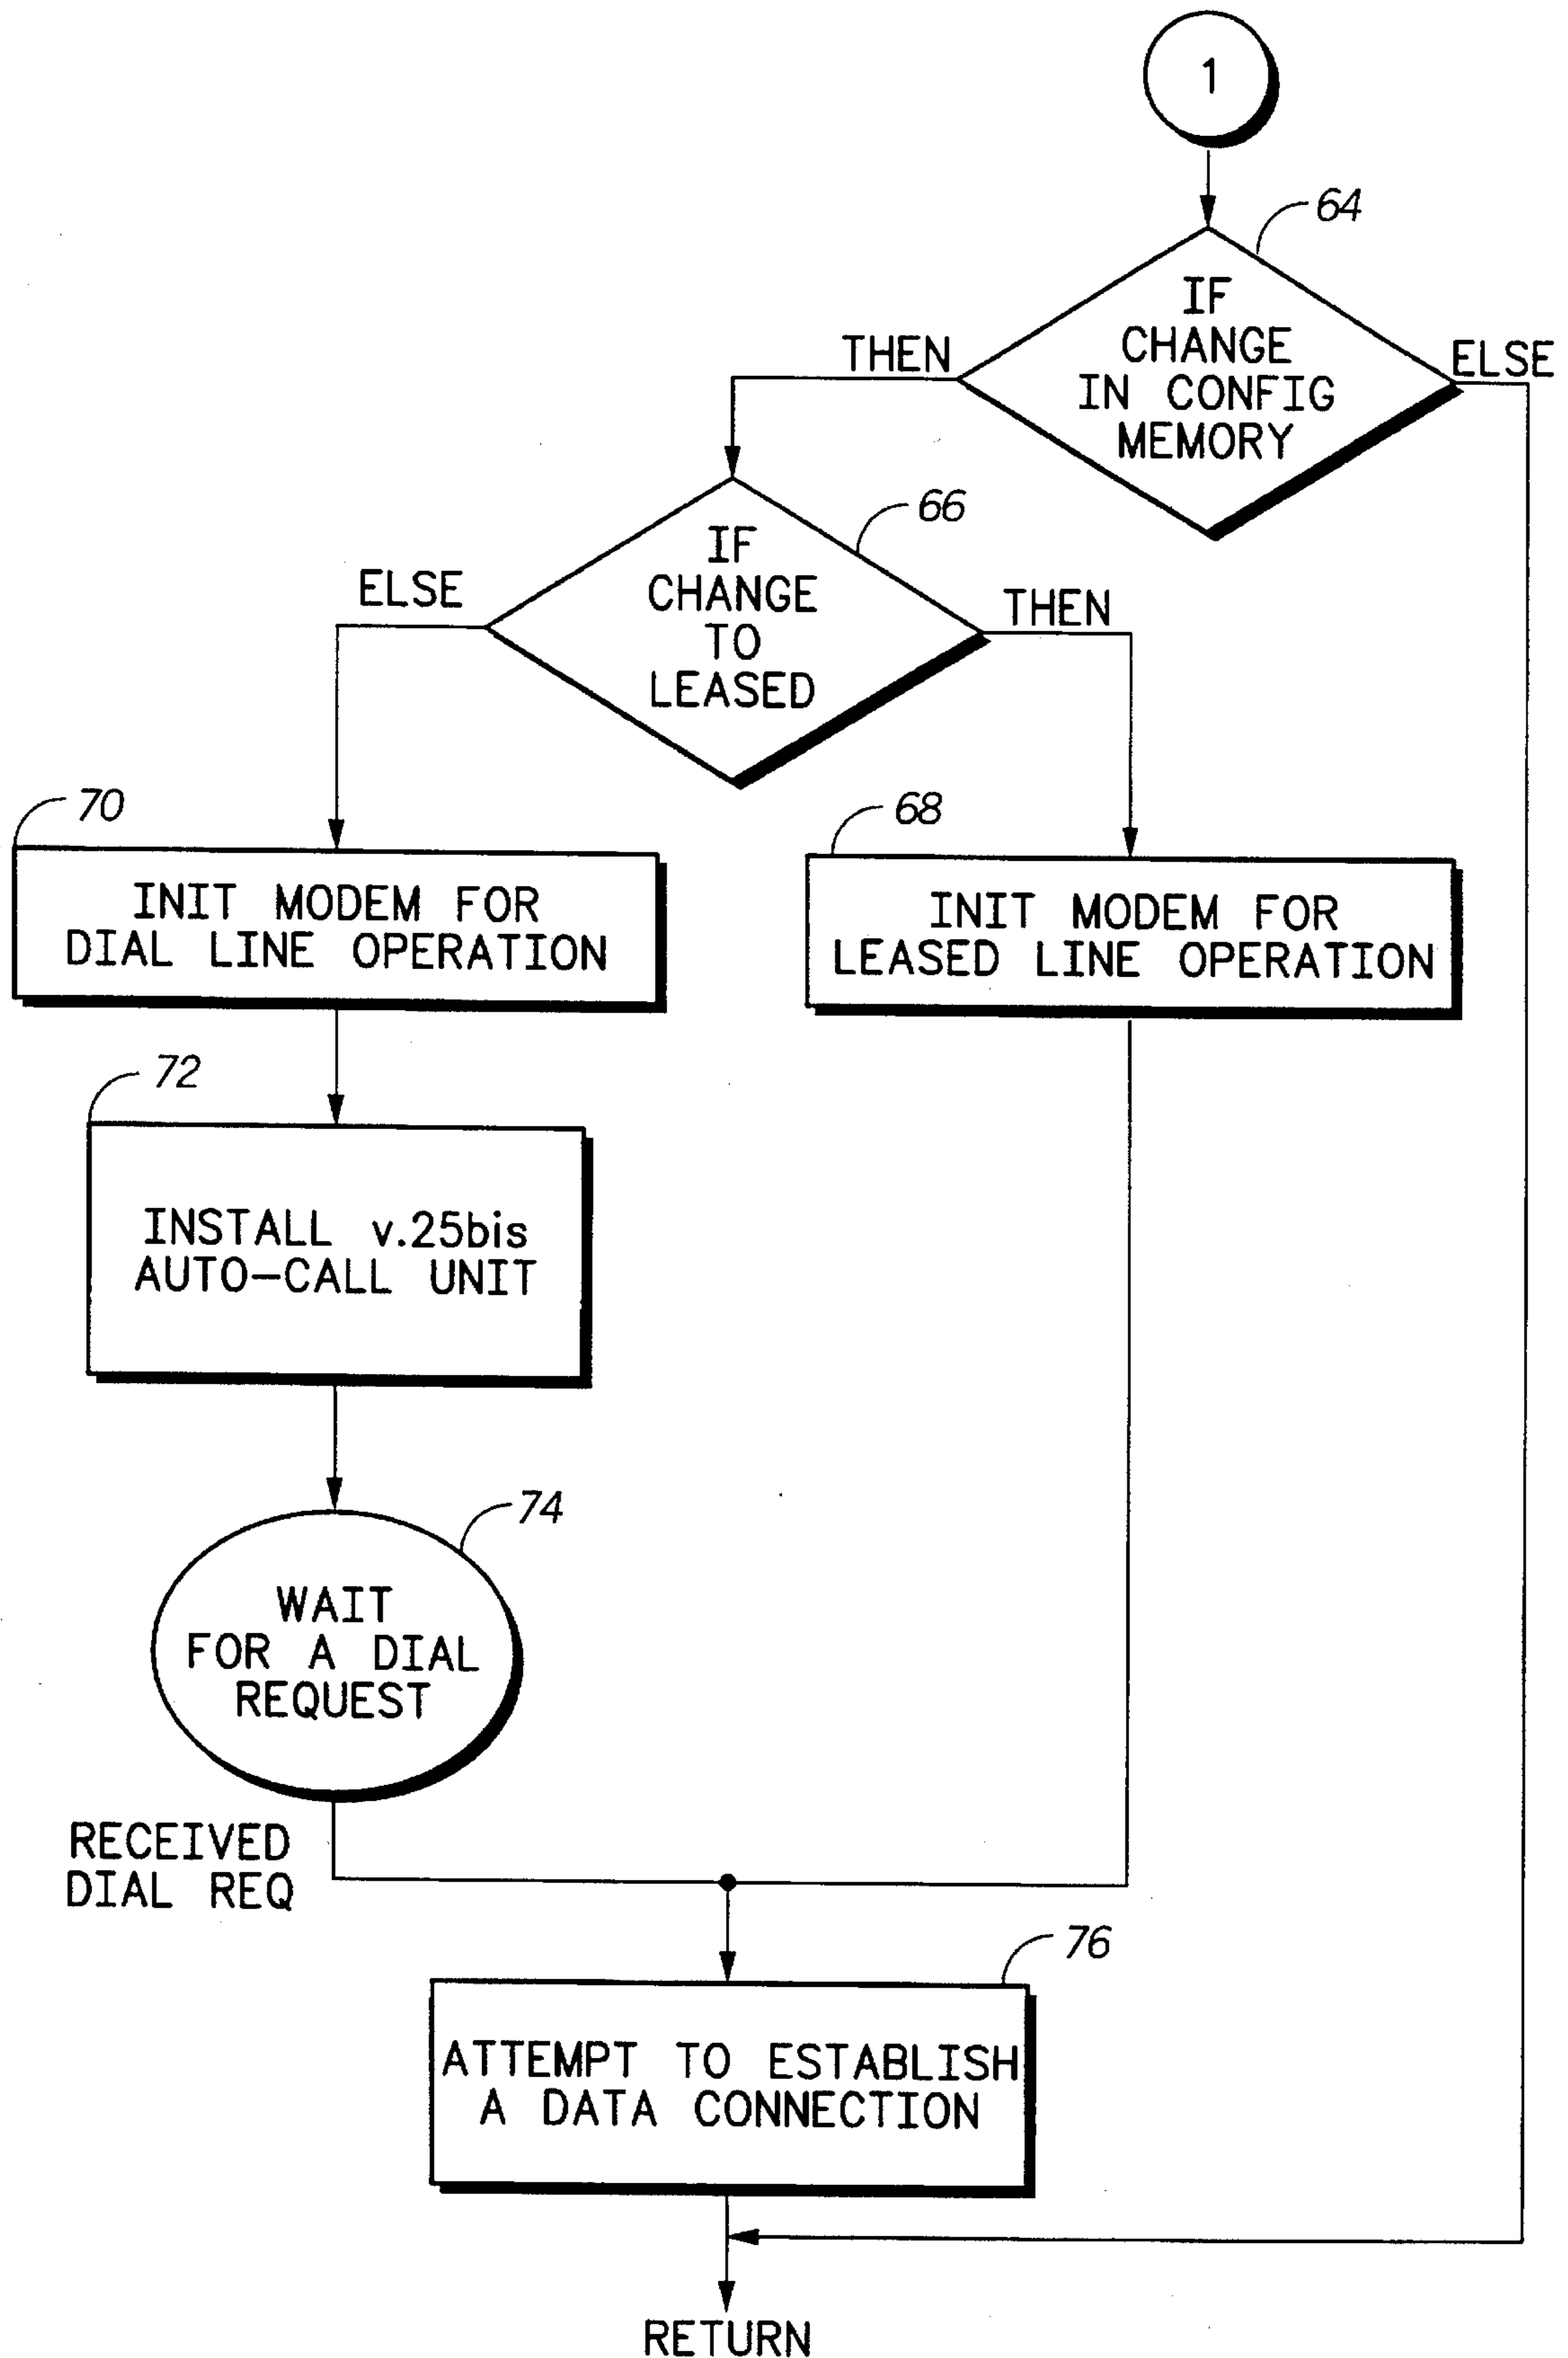 1
64
IF
CHANGE
IN CONFIG
MEMORY
THEN
ELSE
66
IF
CHANGE
TO
LEASED
ELSE
THEN
70
INIT MODEM FOR
DIAL LINE OPERATION
68
INIT MODEM FOR
LEASED LINE OPERATION
72
INSTALL v.25bis
AUTO-CALL UNIT
74
WAIT
FOR A DIAL
REQUEST
RECEIVED
DIAL REQ
76
ATTEMPT TO ESTABLISH
A DATA CONNECTION
RETURN